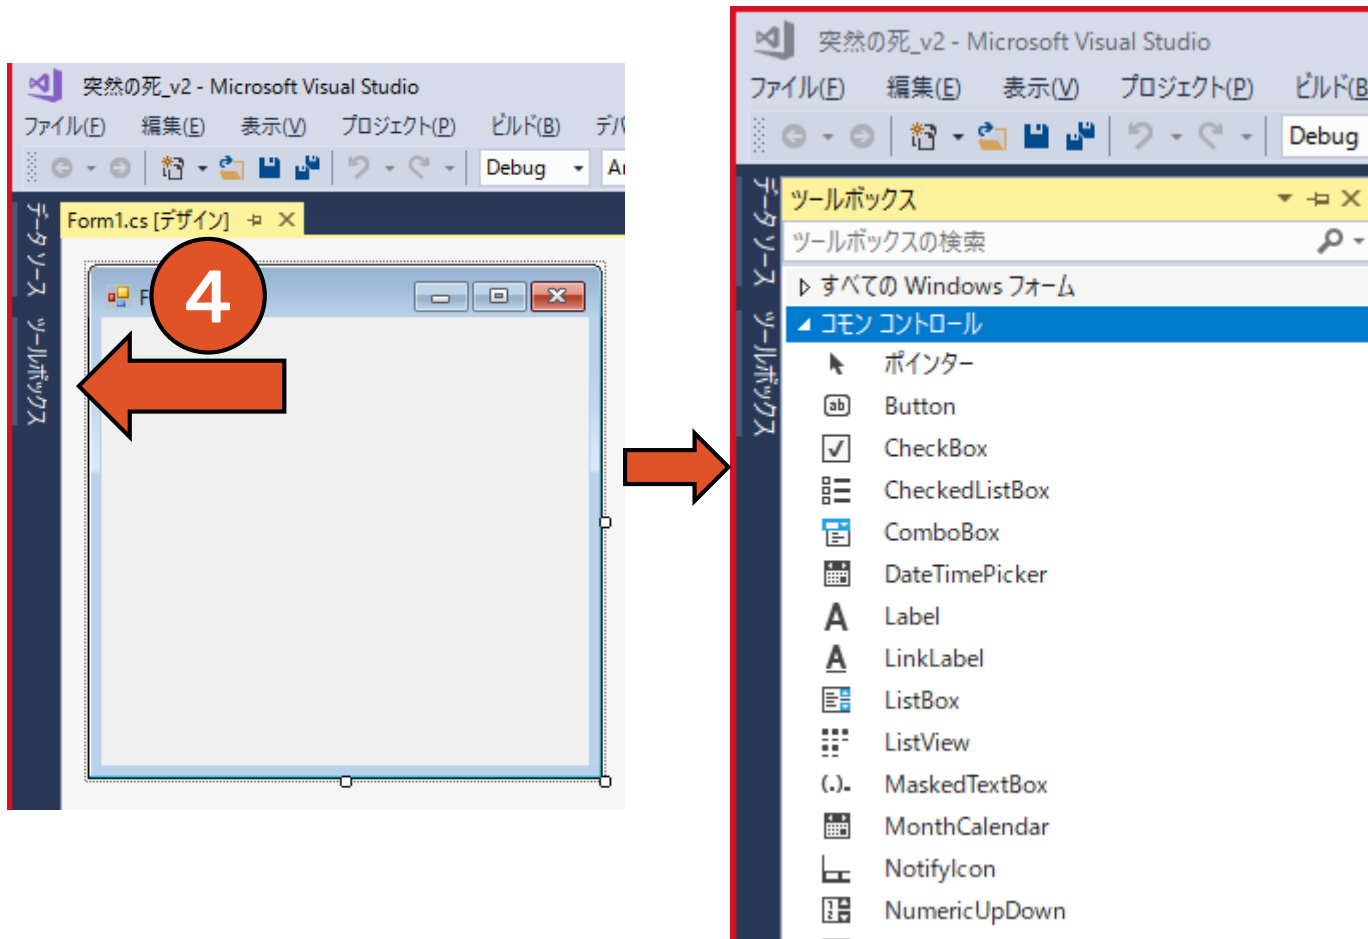 突然の死_v2 - Microsoft Visual Studio
ファイル(F) 編集(E) 表示(V) プロジェクト(P) ビルド(B)
Debug
データ ソース
ツールボックス
Form1.cs [デザイン]
4
突然の死_v2 - Microsoft Visual Studio
ファイル(F) 編集(E) 表示(V) プロジェクト(P) ビルド(B
Debug
データ ソース
ツールボックス
ツールボックス
ツールボックスの検索
すべての Windows フォーム
コモン コントロール
ポインター
Button
CheckBox
CheckedListBox
ComboBox
DateTimePicker
Label
LinkLabel
ListBox
ListView
MaskedTextBox
MonthCalendar
NotifyIcon
NumericUpDown